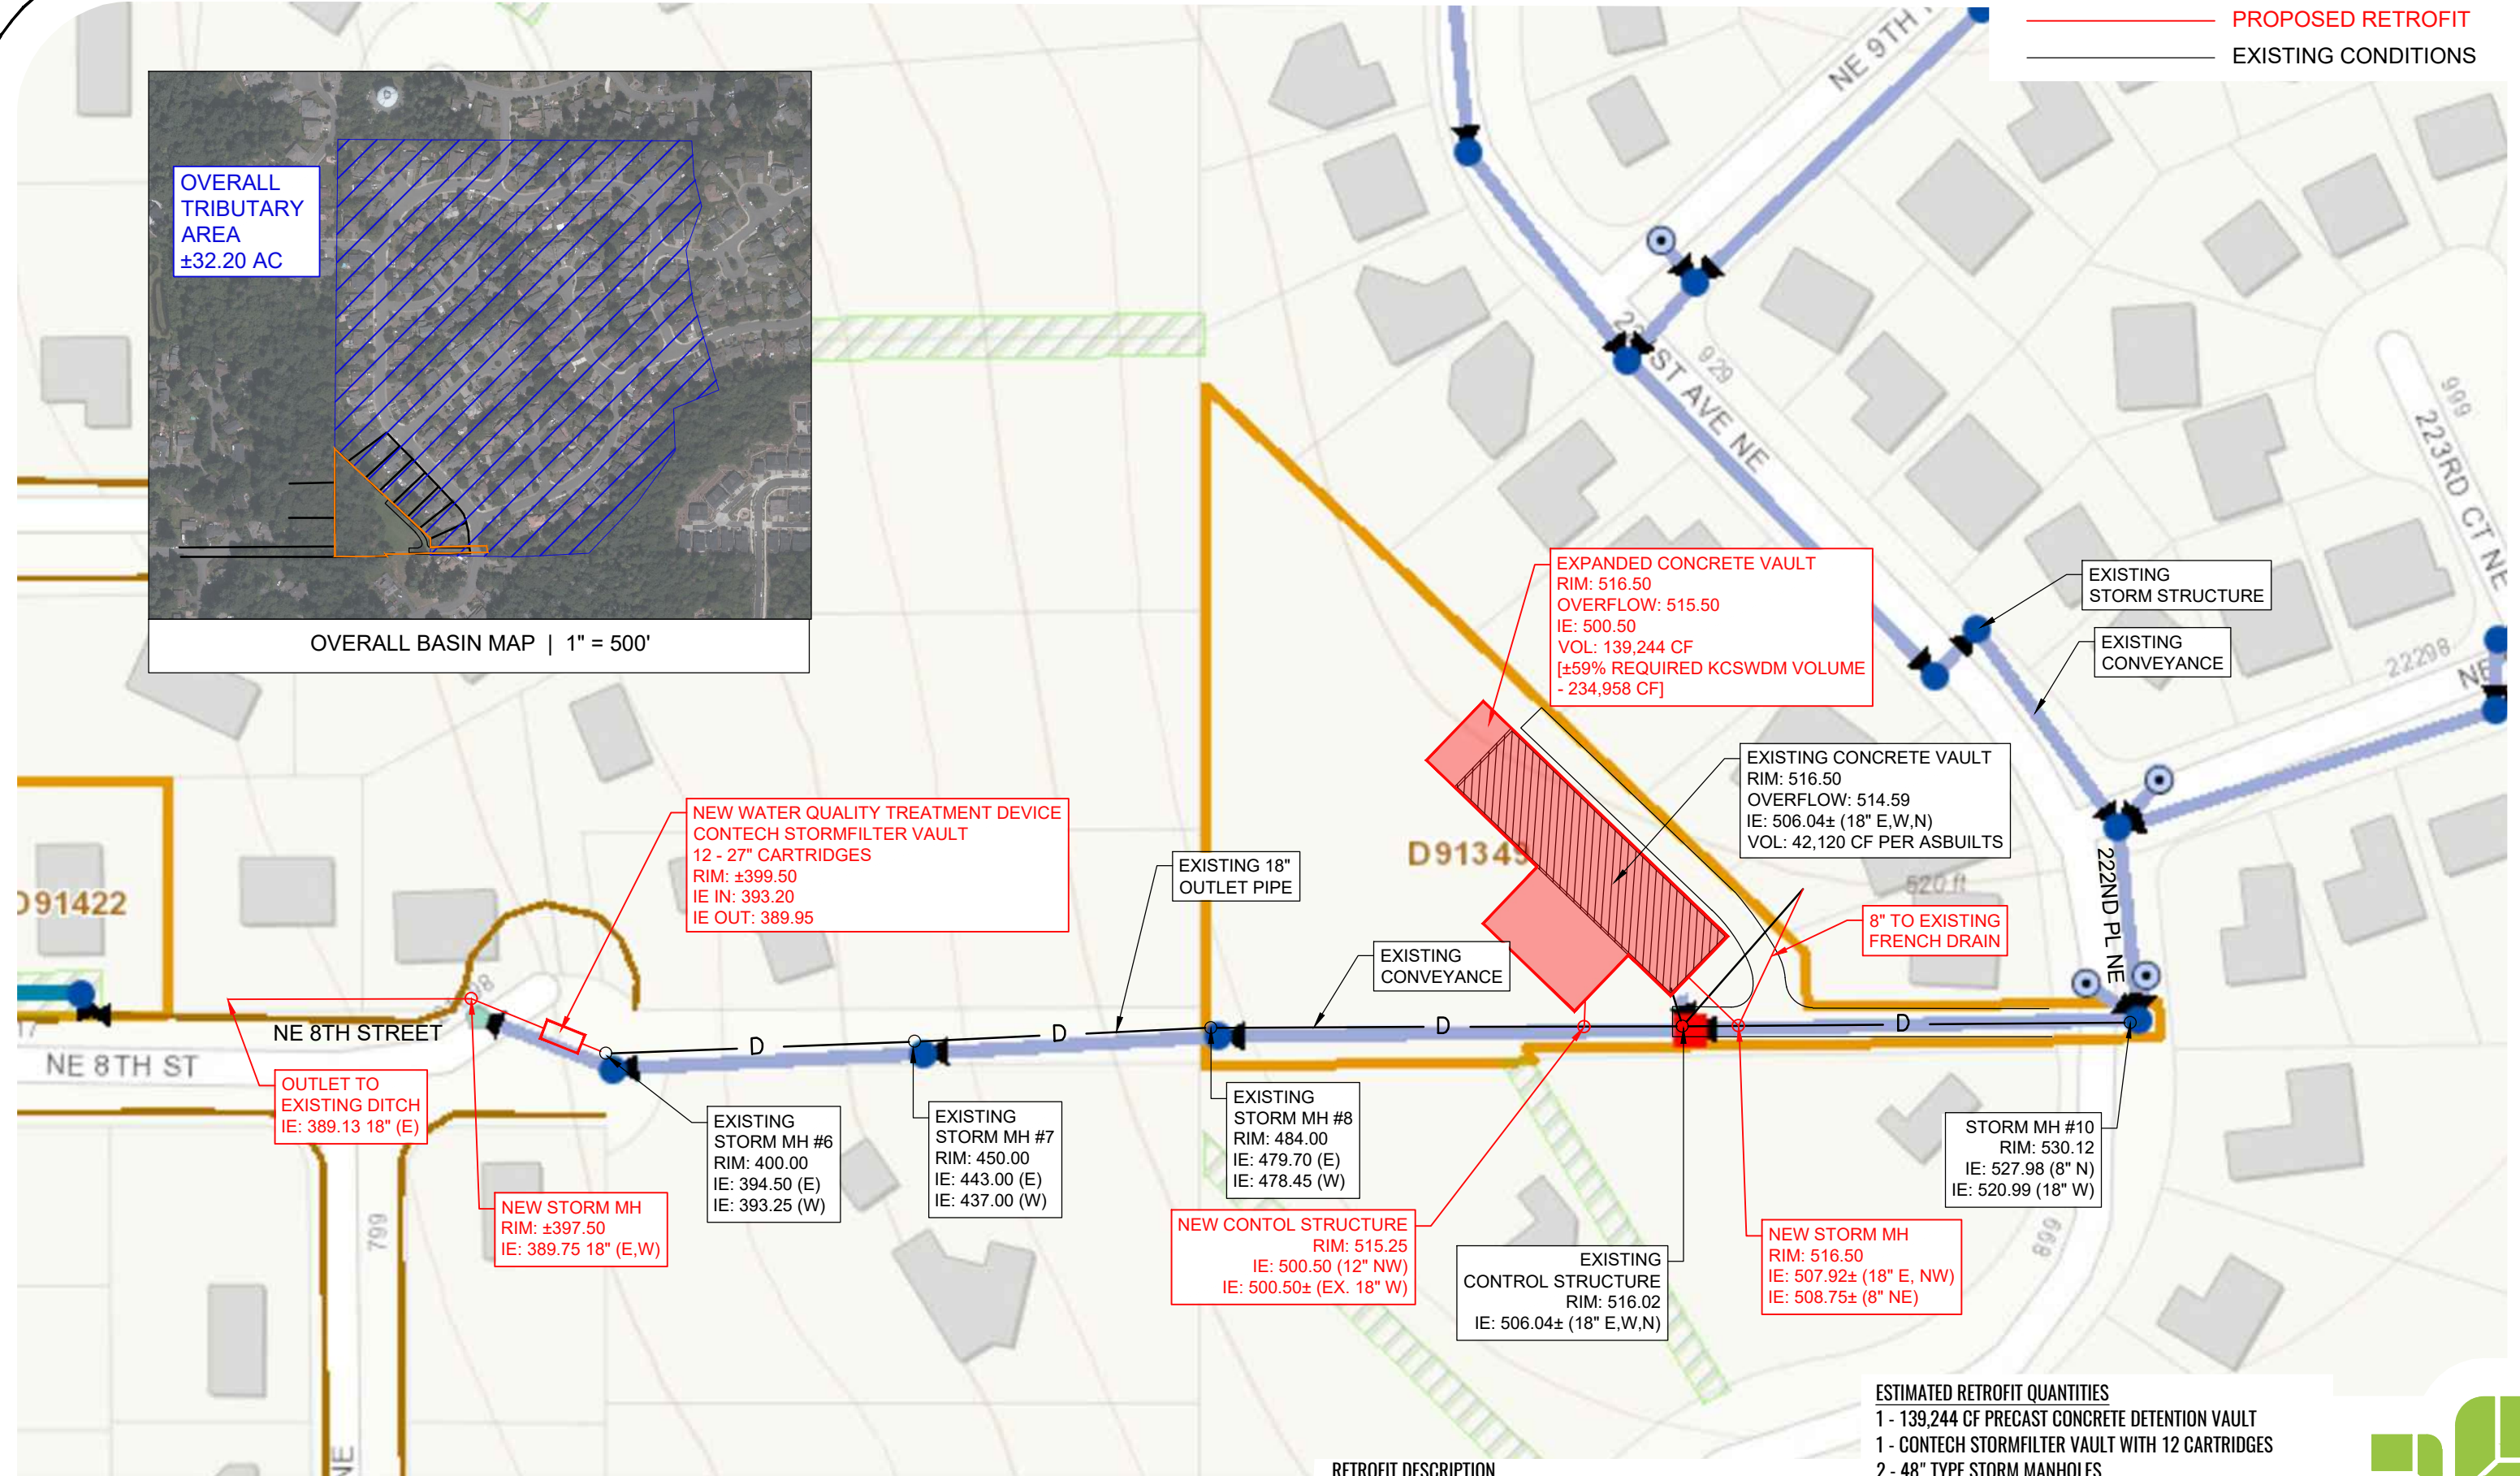 PROPOSED RETROFIT
EXISTING CONDITIONS
OVERALL
TRIBUTARY
AREA
±32.20 AC
OVERALL BASIN MAP | 1" = 500'
NE 9TH
221ST AVE NE
929
999
223RD CT NE
22298
NE
EXPANDED CONCRETE VAULT
RIM: 516.50
OVERFLOW: 515.50
IE: 500.50
VOL: 139,244 CF
[±59% REQUIRED KCSWDM VOLUME
- 234,958 CF]
EXISTING
STORM STRUCTURE
EXISTING
CONVEYANCE
EXISTING CONCRETE VAULT
RIM: 516.50
OVERFLOW: 514.59
IE: 506.04± (18" E,W,N)
VOL: 42,120 CF PER ASBUILTS
NEW WATER QUALITY TREATMENT DEVICE
CONTECH STORMFILTER VAULT
12 - 27" CARTRIDGES
RIM: ±399.50
IE IN: 393.20
IE OUT: 389.95
EXISTING 18"
OUTLET PIPE
D91349
520 ft
222ND PL NE
8" TO EXISTING
FRENCH DRAIN
EXISTING
CONVEYANCE
D91422
17
NE 8TH STREET
NE 8TH ST
D
D
D
D
OUTLET TO
EXISTING DITCH
IE: 389.13 18" (E)
EXISTING
STORM MH #6
RIM: 400.00
IE: 394.50 (E)
IE: 393.25 (W)
EXISTING
STORM MH #7
RIM: 450.00
IE: 443.00 (E)
IE: 437.00 (W)
EXISTING
STORM MH #8
RIM: 484.00
IE: 479.70 (E)
IE: 478.45 (W)
STORM MH #10
RIM: 530.12
IE: 527.98 (8" N)
IE: 520.99 (18" W)
NEW STORM MH
RIM: ±397.50
IE: 389.75 18" (E,W)
NEW CONTOL STRUCTURE
RIM: 515.25
IE: 500.50 (12" NW)
IE: 500.50± (EX. 18" W)
EXISTING
CONTROL STRUCTURE
RIM: 516.02
IE: 506.04± (18" E,W,N)
NEW STORM MH
RIM: 516.50
IE: 507.92± (18" E, NW)
IE: 508.75± (8" NE)
799
899
NE
RETROFIT DESCRIPTION
ESTIMATED RETROFIT QUANTITIES
1 - 139,244 CF PRECAST CONCRETE DETENTION VAULT
1 - CONTECH STORMFILTER VAULT WITH 12 CARTRIDGES
2 - 48" TYPE STORM MANHOLES